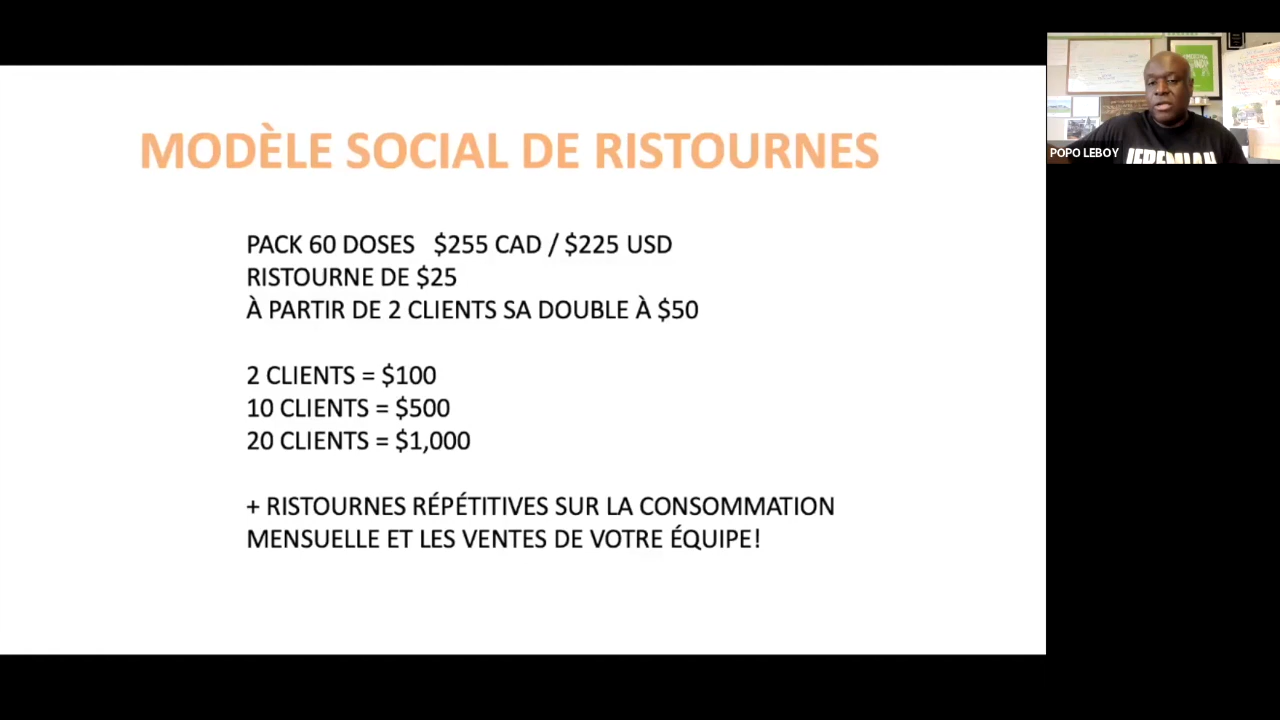 MODÈLE SOCIAL DE RISTOURNES
PACK 60 DOSES $255 CAD / $225 USD
RISTOURNE DE $25
À PARTIR DE 2 CLIENTS SA DOUBLE À $50
2 CLIENTS = $100
10 CLIENTS = $500
20 CLIENTS = $1,000
+ RISTOURNES RÉPÉTITIVES SUR LA CONSOMMATION
MENSUELLE ET LES VENTES DE VOTRE ÉQUIPE!
POPO LEBOY
JEREMIAH